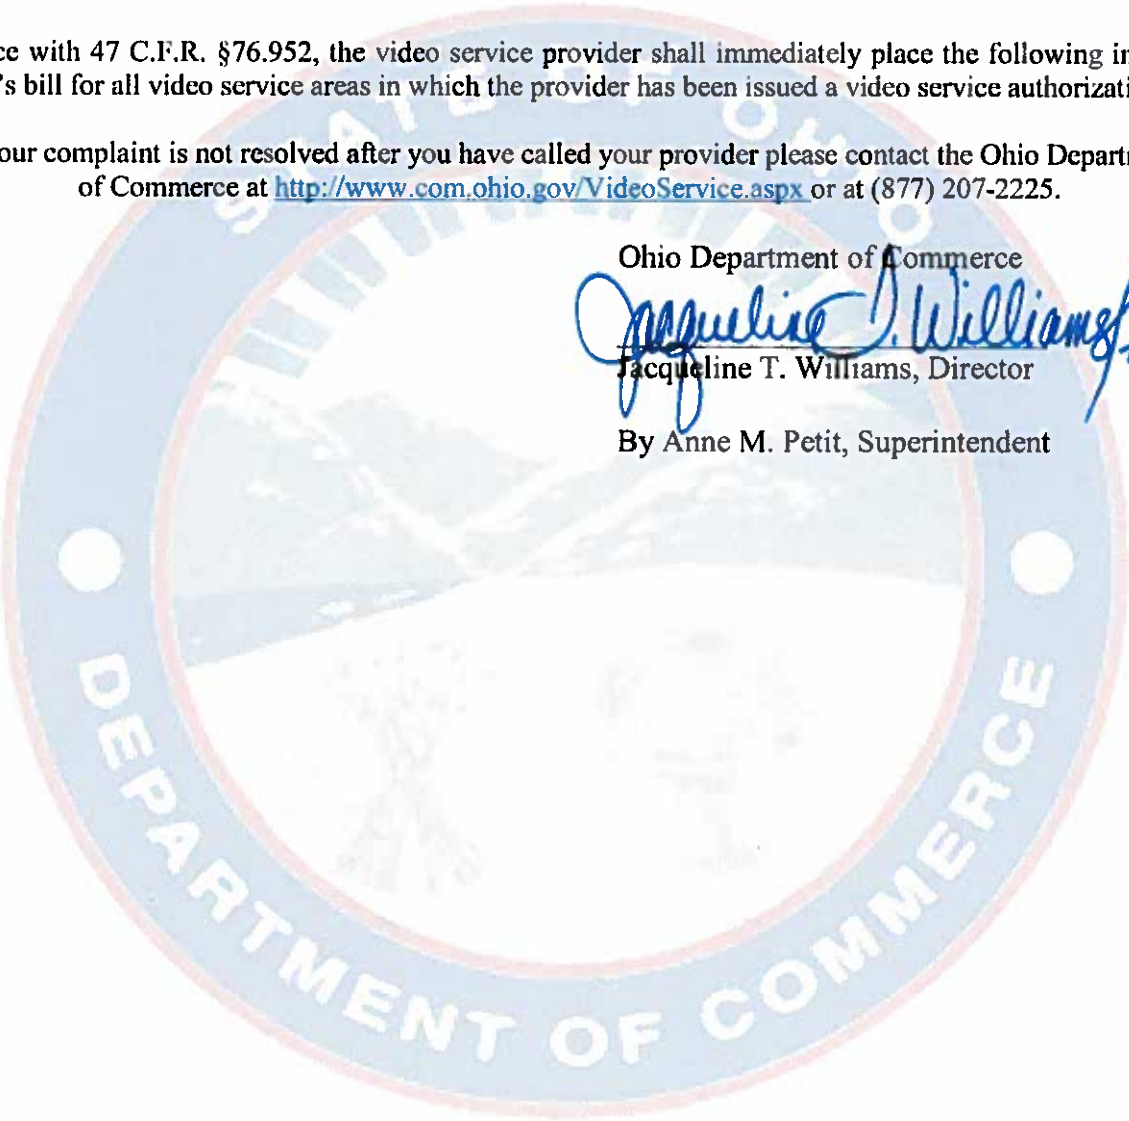 ce with 47 C.F.R. §76.952, the video service provider shall immediately place the following in
's bill for all video service areas in which the provider has been issued a video service authorizati
our complaint is not resolved after you have called your provider please contact the Ohio Departr
of Commerce at http://www.com.ohio.gov/VideoService.aspx or at (877) 207-2225.
Ohio Department of Commerce
Jacqueline T. Williams
Jacqueline T. Williams, Director
By Anne M. Petit, Superintendent
STATE OF OHIO
DEPARTMENT OF COMMERCE